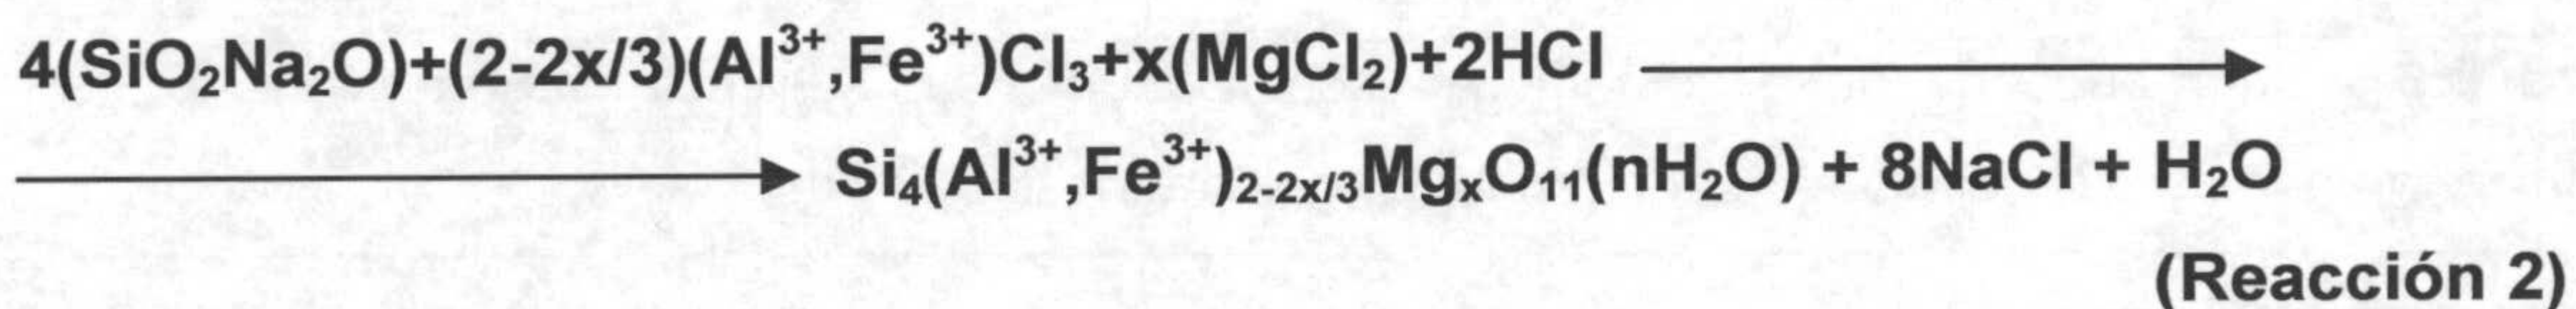 4(SiO₂Na₂O)+(2-2x/3)(Al³⁺,Fe³⁺)Cl₃+x(MgCl₂)+2HCl ⟶
⟶ Si₄(Al³⁺,Fe³⁺)₂₋₂ₓ/₃MgₓO₁₁(nH₂O) + 8NaCl + H₂O
(Reacción 2)